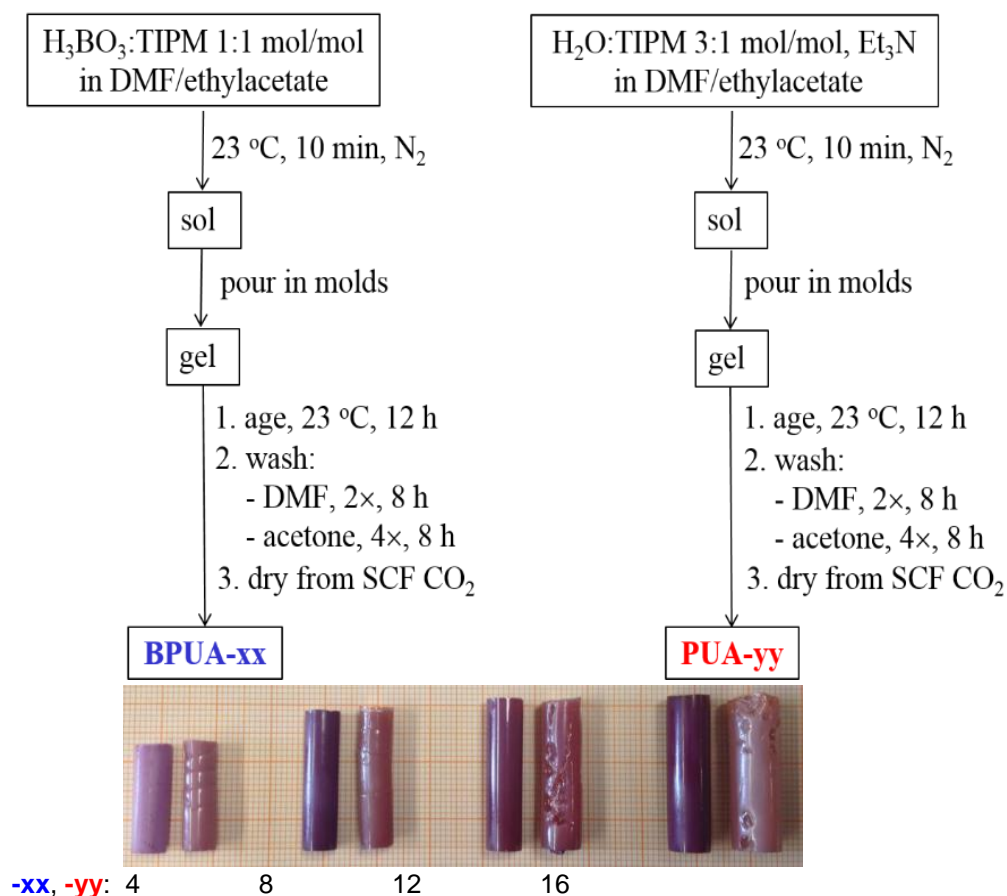 H₃BO₃:TIPM 1:1 mol/mol
in DMF/ethylacetate
23 ºC, 10 min, N₂
sol
pour in molds
gel
1. age, 23 ºC, 12 h
2. wash:
- DMF, 2×, 8 h
- acetone, 4×, 8 h
3. dry from SCF CO₂
BPUA-xx
H₂O:TIPM 3:1 mol/mol, Et₃N
in DMF/ethylacetate
23 ºC, 10 min, N₂
sol
pour in molds
gel
1. age, 23 ºC, 12 h
2. wash:
- DMF, 2×, 8 h
- acetone, 4×, 8 h
3. dry from SCF CO₂
PUA-yy
-xx, -yy: 4 8 12 16